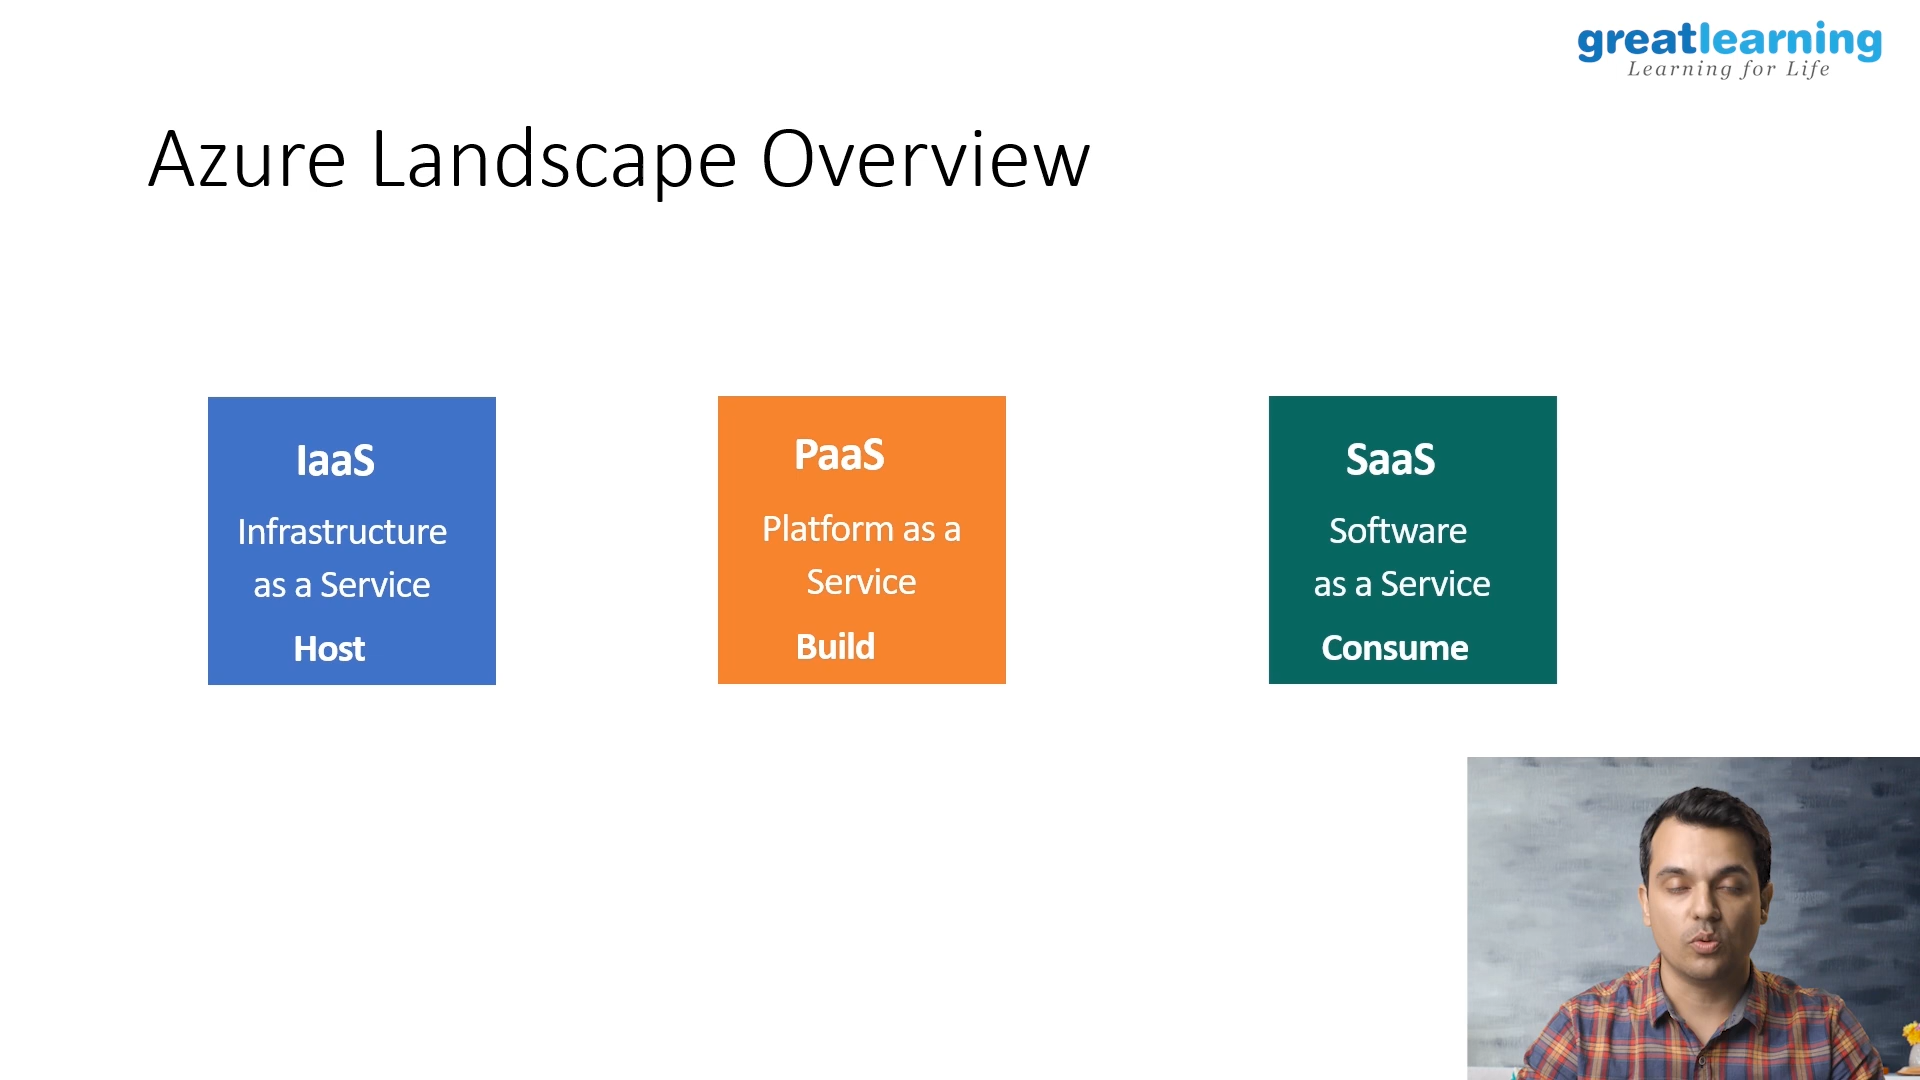 greatlearning
Learning for Life
Azure Landscape Overview
IaaS
Infrastructure
as a Service
Host
PaaS
Platform as a
Service
Build
SaaS
Software
as a Service
Consume